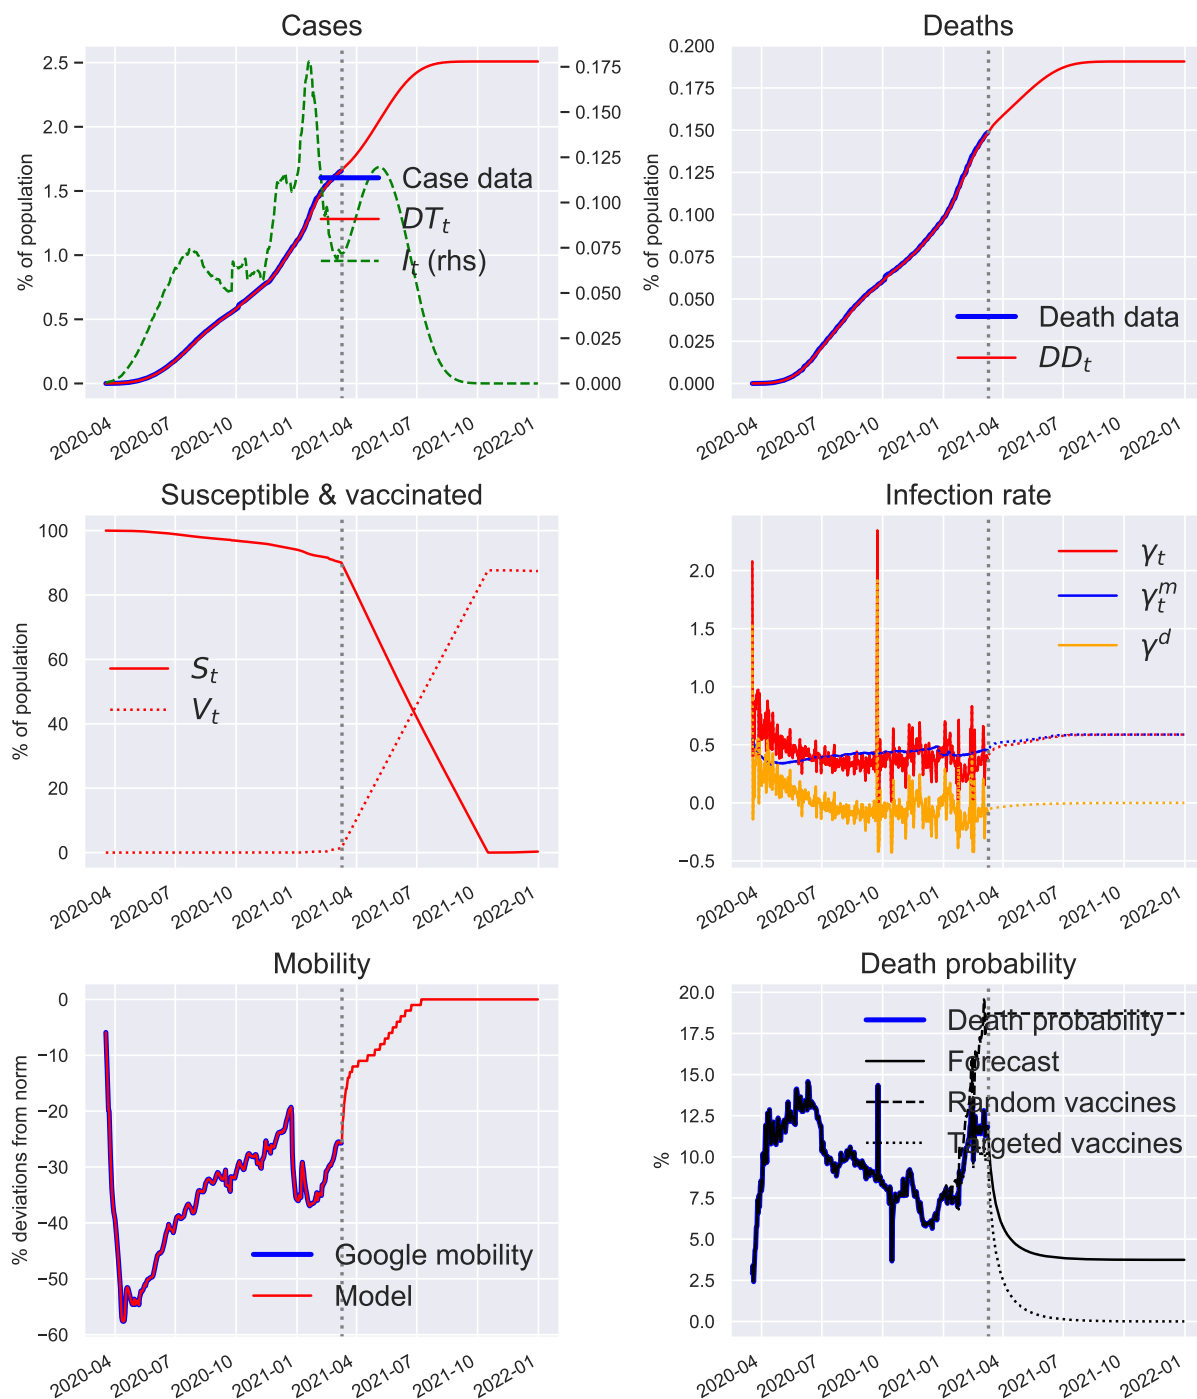 Cases
% of population
2.5
2.0
1.5
1.0
0.5
0.0
0.175
0.150
0.125
0.100
0.075
0.050
0.025
0.000
Case data
DT_t
I_t (rhs)
2020-04 2020-07 2020-10 2021-01 2021-04 2021-07 2021-10 2022-01
Deaths
% of population
0.200
0.175
0.150
0.125
0.100
0.075
0.050
0.025
0.000
Death data
DD_t
2020-04 2020-07 2020-10 2021-01 2021-04 2021-07 2021-10 2022-01
Susceptible & vaccinated
% of population
100
80
60
40
20
0
S_t
V_t
2020-04 2020-07 2020-10 2021-01 2021-04 2021-07 2021-10 2022-01
Infection rate
2.0
1.5
1.0
0.5
0.0
−0.5
γ_t
γ_t^m
γ^d
2020-04 2020-07 2020-10 2021-01 2021-04 2021-07 2021-10 2022-01
Mobility
% deviations from norm
0
−10
−20
−30
−40
−50
−60
Google mobility
Model
2020-04 2020-07 2020-10 2021-01 2021-04 2021-07 2021-10 2022-01
Death probability
%
20.0
17.5
15.0
12.5
10.0
7.5
5.0
2.5
0.0
Death probability
Forecast
Random vaccines
Targeted vaccines
2020-04 2020-07 2020-10 2021-01 2021-04 2021-07 2021-10 2022-01